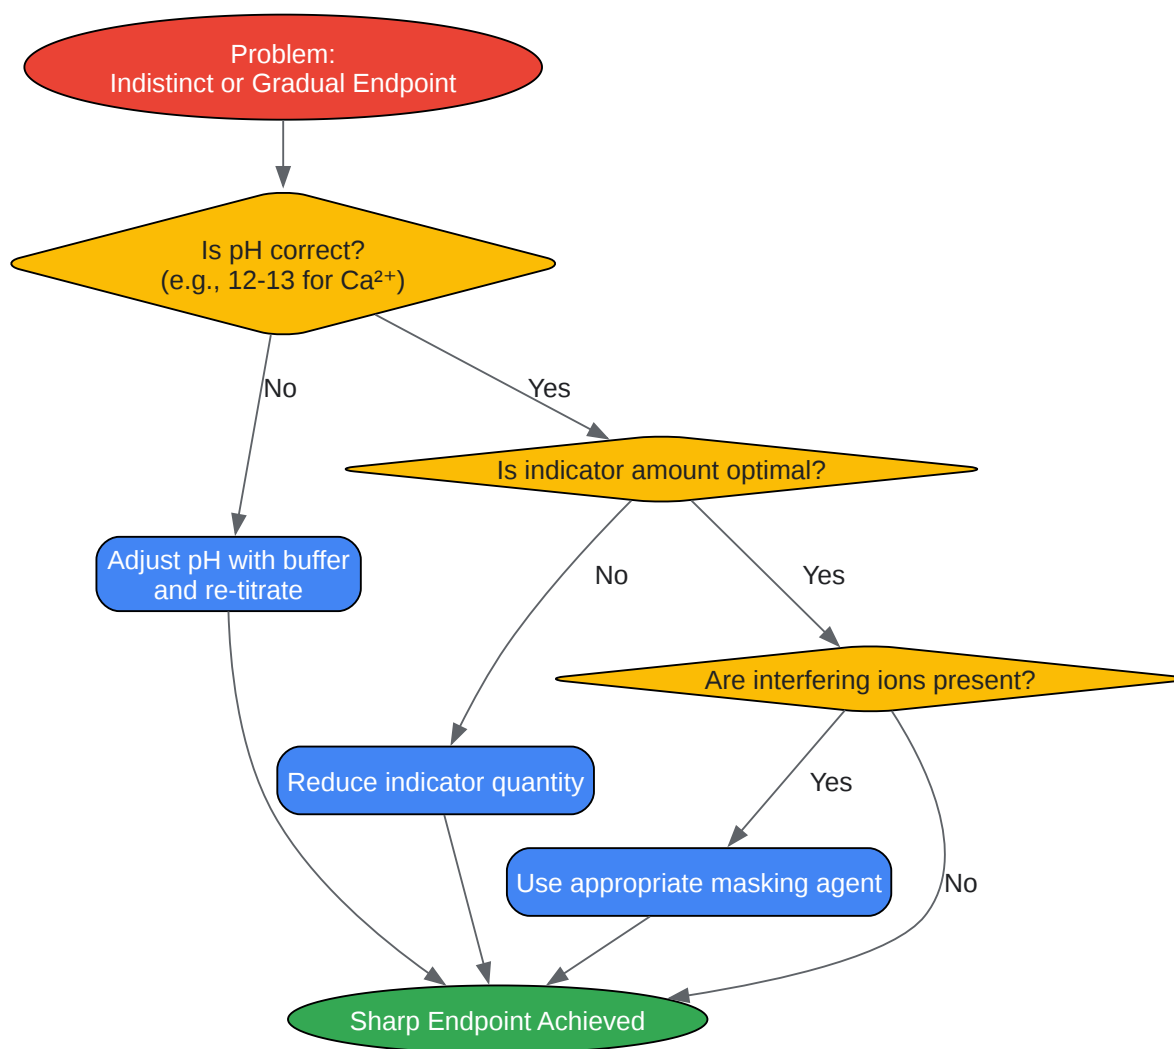 Problem:
Indistinct or Gradual Endpoint
Is pH correct?
(e.g., 12-13 for Ca²⁺)
No
Yes
Is indicator amount optimal?
Adjust pH with buffer
and re-titrate
No
Yes
Are interfering ions present?
Reduce indicator quantity
Yes
Use appropriate masking agent
No
Sharp Endpoint Achieved